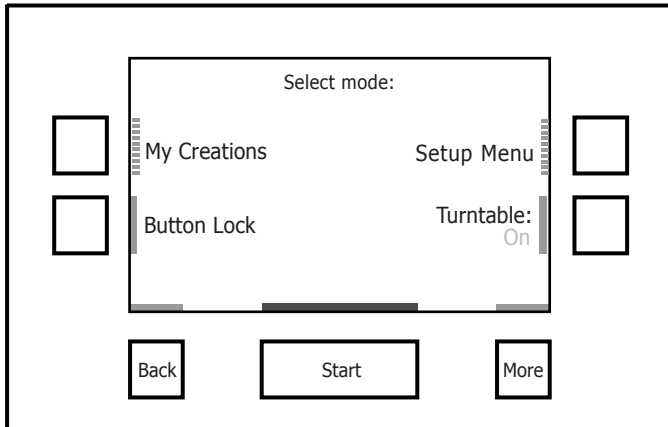 Select mode:
My Creations
Setup Menu
Button Lock
Turntable:
On
Back
Start
More